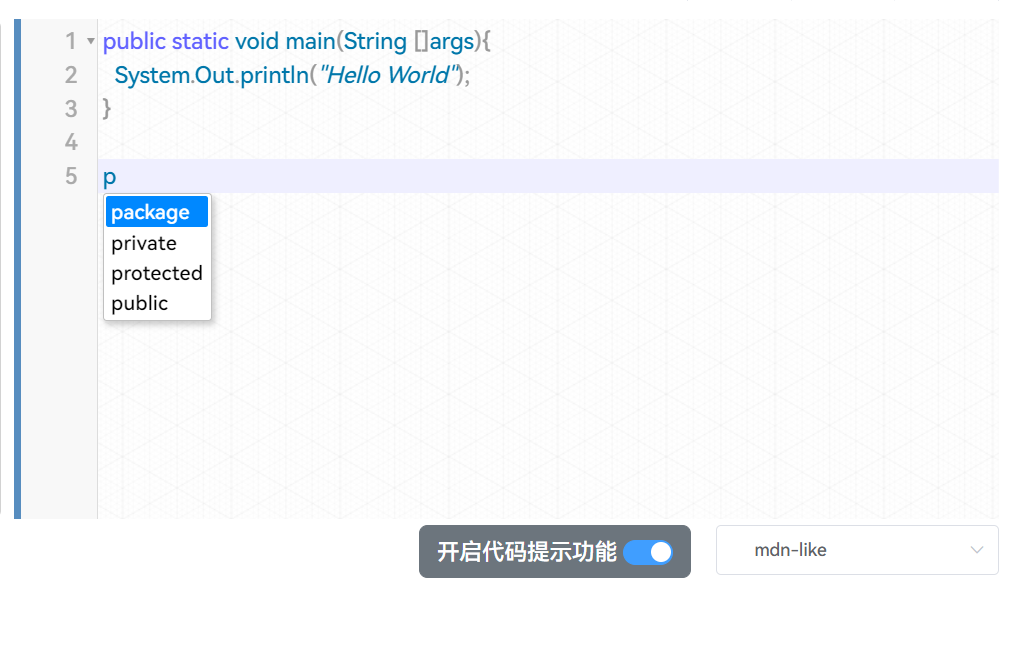 1 public static void main(String []args){
2 System.Out.println("Hello World");
3 }
4
5 p
package
private
protected
public
开启代码提示功能
mdn-like